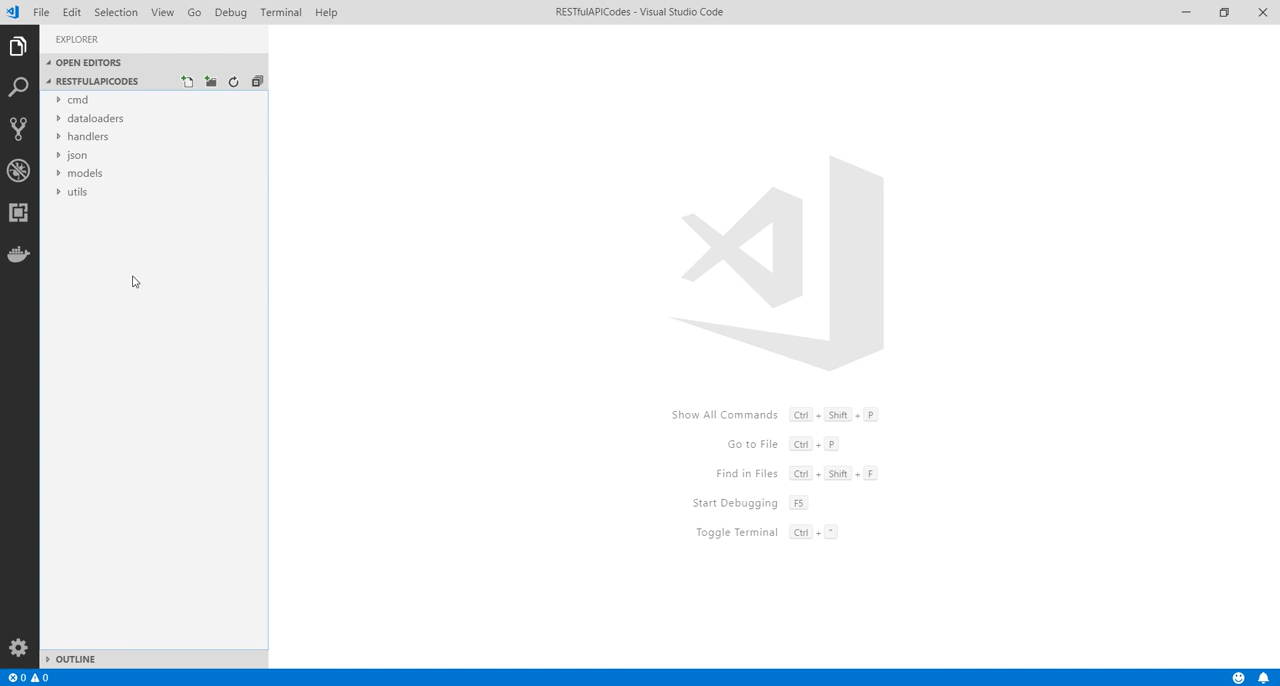 File Edit Selection View Go Debug Terminal Help
RESTfulAPICodes - Visual Studio Code
EXPLORER
OPEN EDITORS
RESTFULAPICODES
cmd
dataloaders
handlers
json
models
utils
Show All Commands Ctrl + Shift + P
Go to File Ctrl + P
Find in Files Ctrl + Shift + F
Start Debugging F5
Toggle Terminal Ctrl + "
OUTLINE
0 0